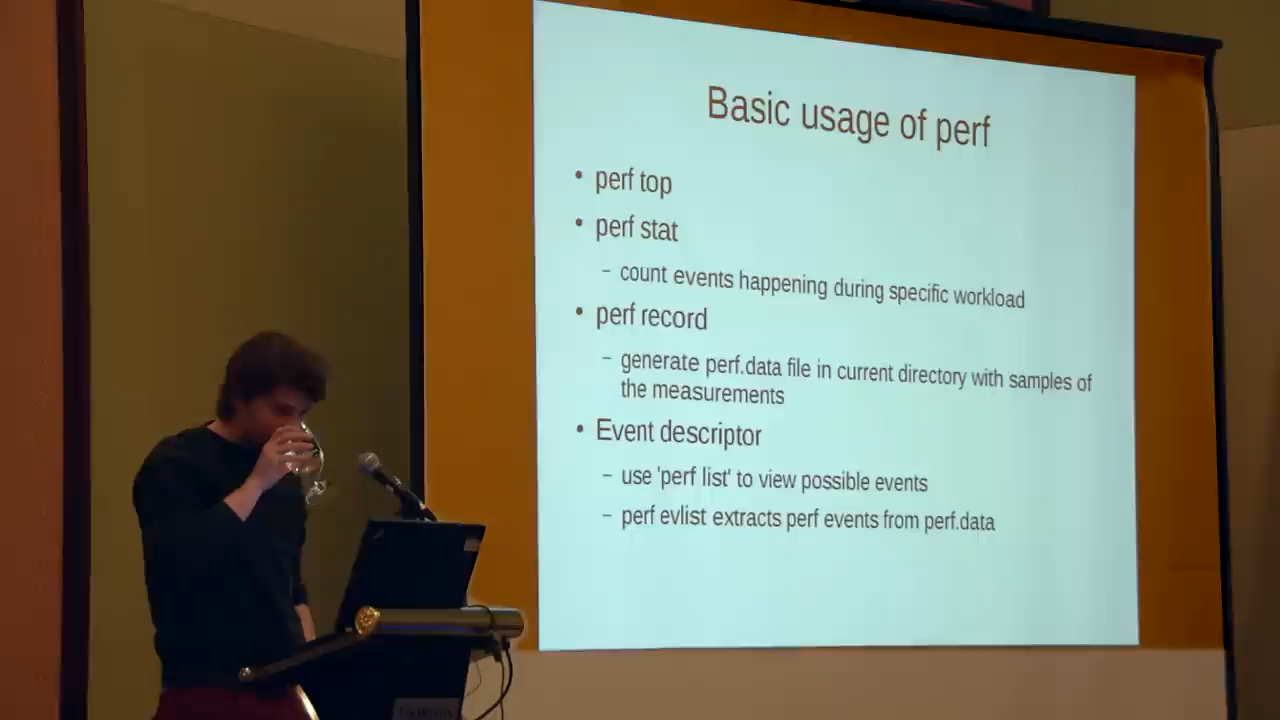 Basic usage of perf
• perf top
• perf stat
– count events happening during specific workload
• perf record
– generate perf.data file in current directory with samples of
the measurements
• Event descriptor
– use 'perf list' to view possible events
– perf evlist extracts perf events from perf.data